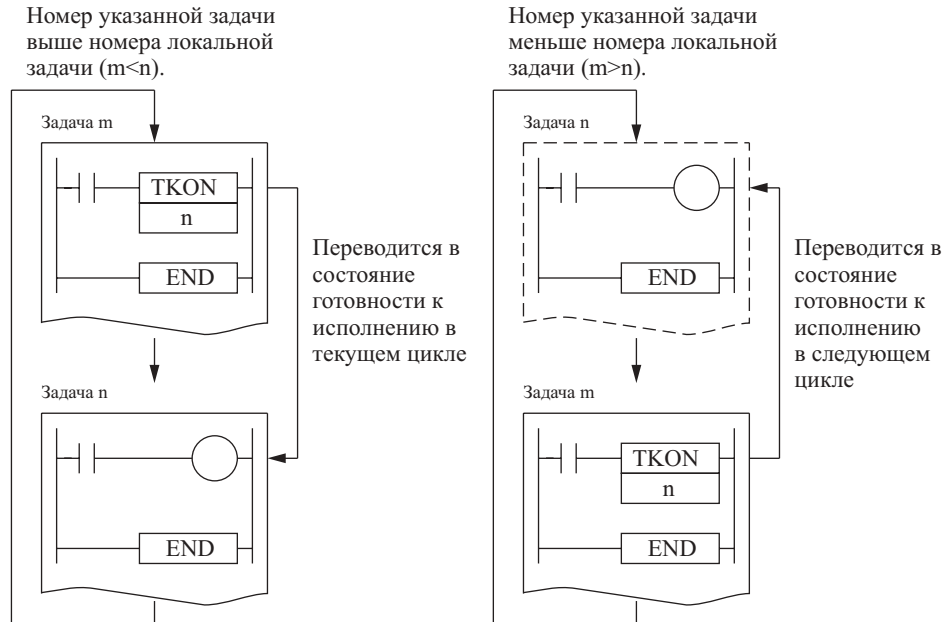 Номер указанной задачи
выше номера локальной
задачи (m<n).
Задача m
TKON
n
END
Переводится в
состояние
готовности к
исполнению в
текущем цикле
Задача n
END
Номер указанной задачи
меньше номера локальной
задачи (m>n).
Задача n
END
Переводится в
состояние
готовности к
исполнению
в следующем
цикле
Задача m
TKON
n
END